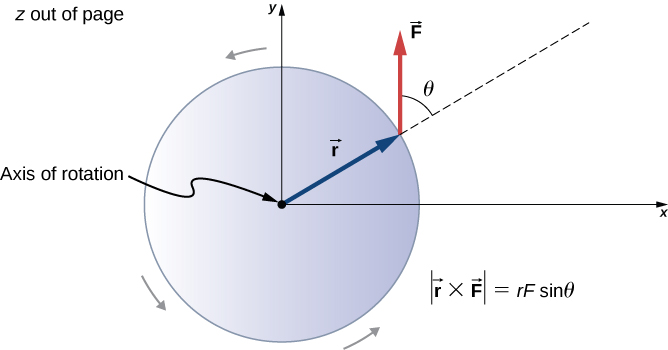 z out of page
y
F⃗
θ
r⃗
Axis of rotation
x
|r⃗ × F⃗| = rF sinθ